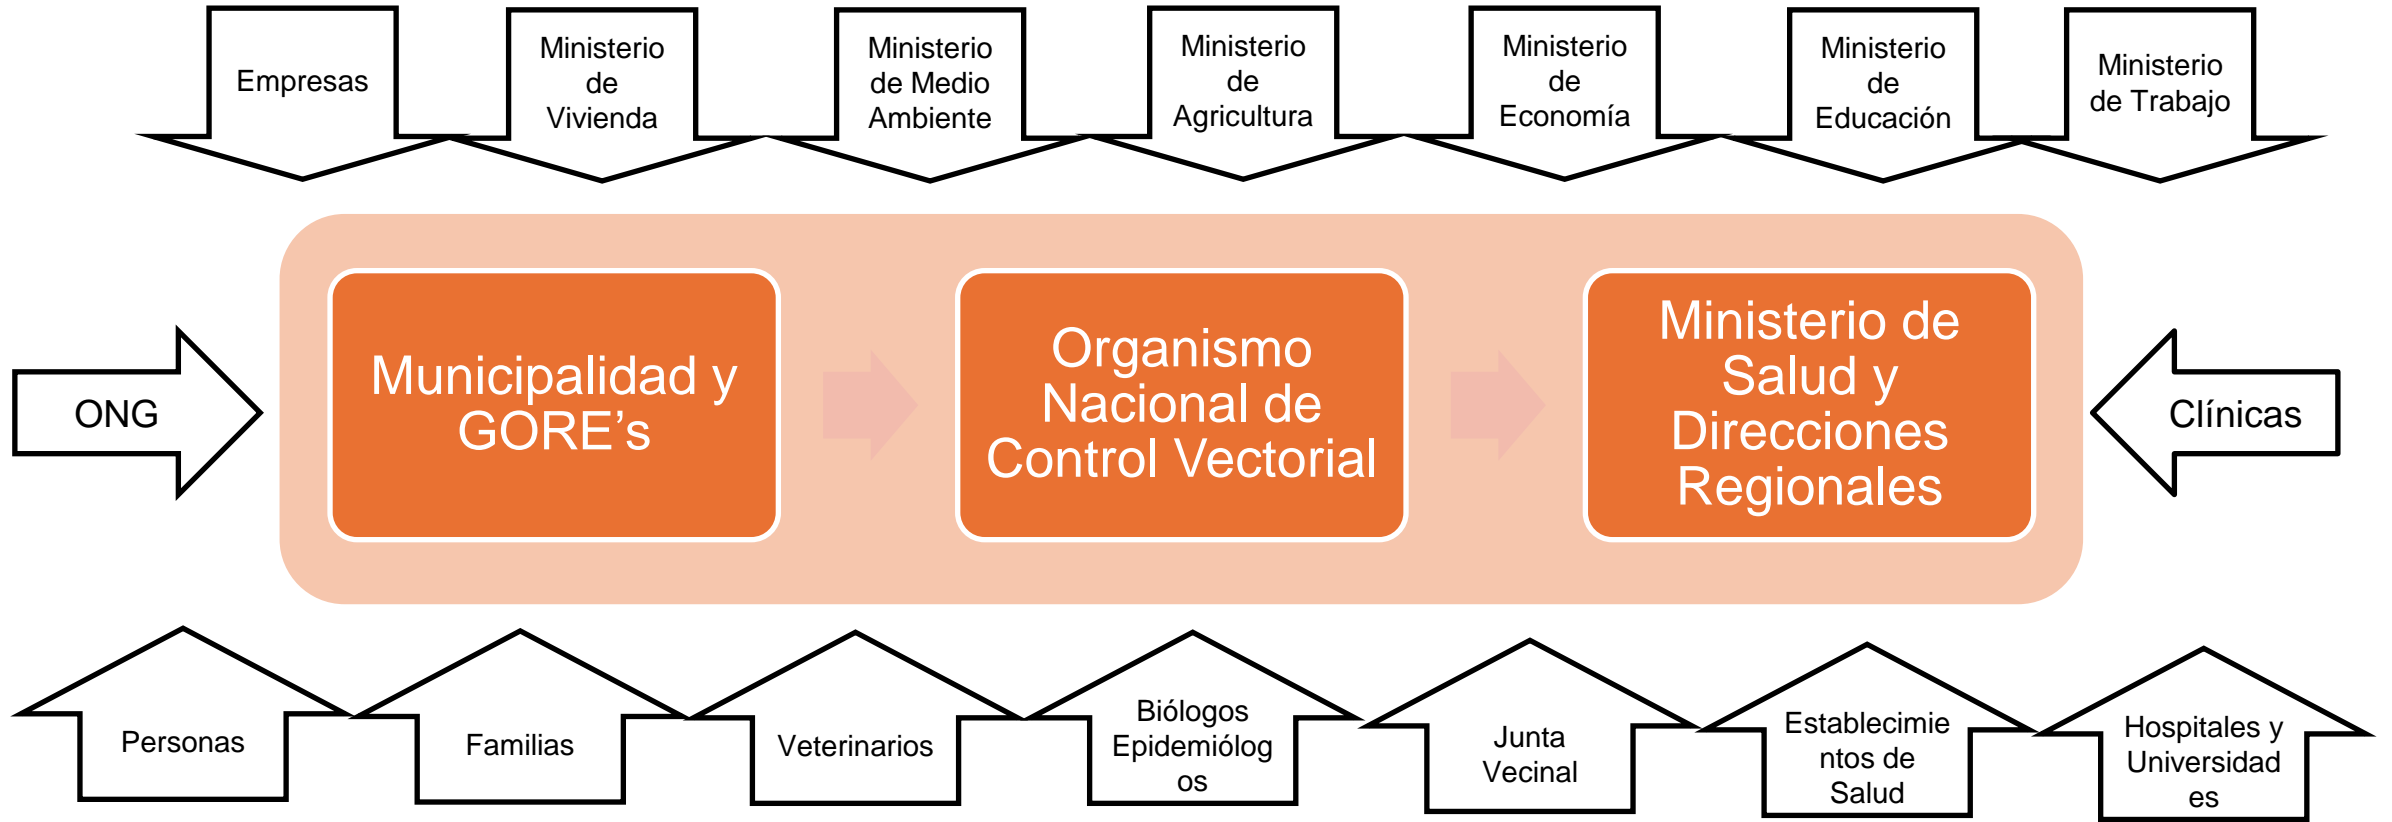 Empresas
Ministerio
de
Vivienda
Ministerio
de Medio
Ambiente
Ministerio
de
Agricultura
Ministerio
de
Economía
Ministerio
de
Educación
Ministerio
de Trabajo
ONG
Municipalidad y
GORE’s
Organismo
Nacional de
Control Vectorial
Ministerio de
Salud y
Direcciones
Regionales
Clínicas
Personas
Familias
Veterinarios
Biólogos
Epidemiólog
os
Junta
Vecinal
Establecimie
ntos de
Salud
Hospitales y
Universidad
es